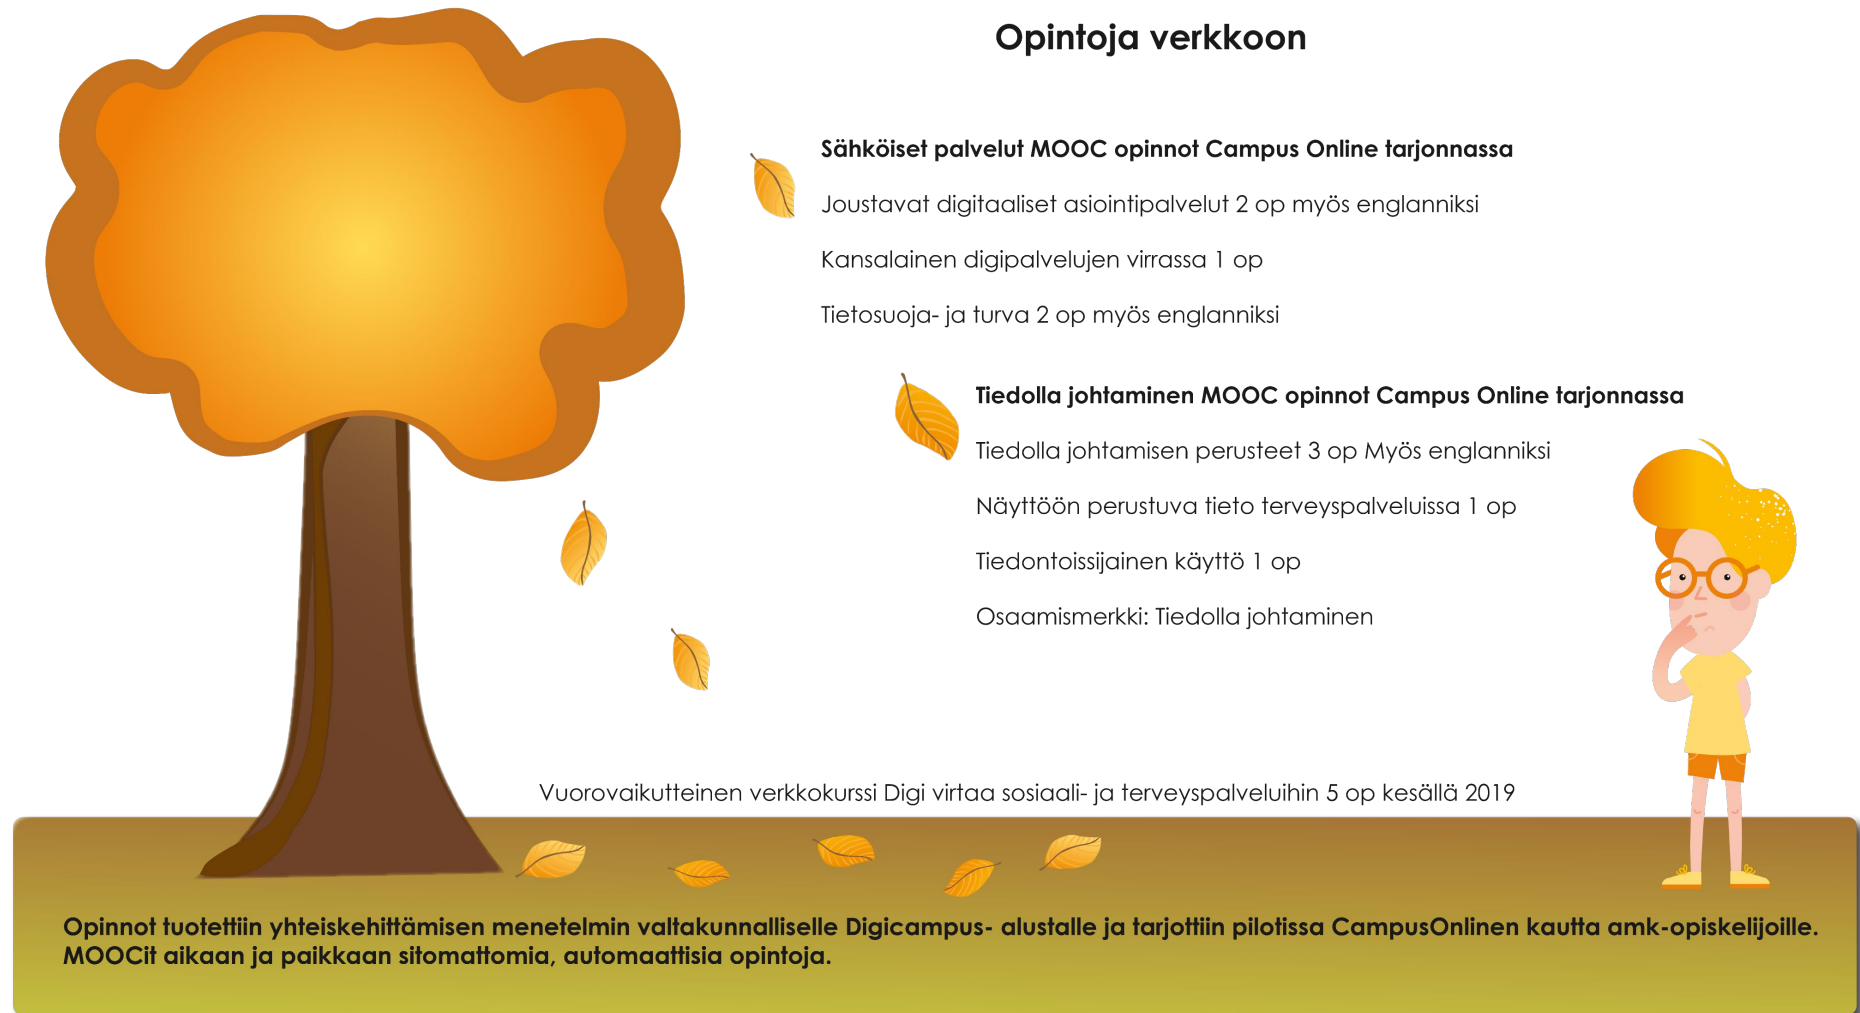 Opintoja verkkoon
Sähköiset palvelut MOOC opinnot Campus Online tarjonnassa
Joustavat digitaaliset asiointipalvelut 2 op myös englanniksi
Kansalainen digipalvelujen virrassa 1 op
Tietosuoja- ja turva 2 op myös englanniksi
Tiedolla johtaminen MOOC opinnot Campus Online tarjonnassa
Tiedolla johtamisen perusteet 3 op Myös englanniksi
Näyttöön perustuva tieto terveyspalveluissa 1 op
Tiedontoissijainen käyttö 1 op
Osaamismerkki: Tiedolla johtaminen
Vuorovaikutteinen verkkokurssi Digi virtaa sosiaali- ja terveyspalveluihin 5 op kesällä 2019
Opinnot tuotettiin yhteiskehittämisen menetelmin valtakunnalliselle Digicampus- alustalle ja tarjottiin pilotissa CampusOnlinen kautta amk-opiskelijoille.
MOOCit aikaan ja paikkaan sitomattomia, automaattisia opintoja.